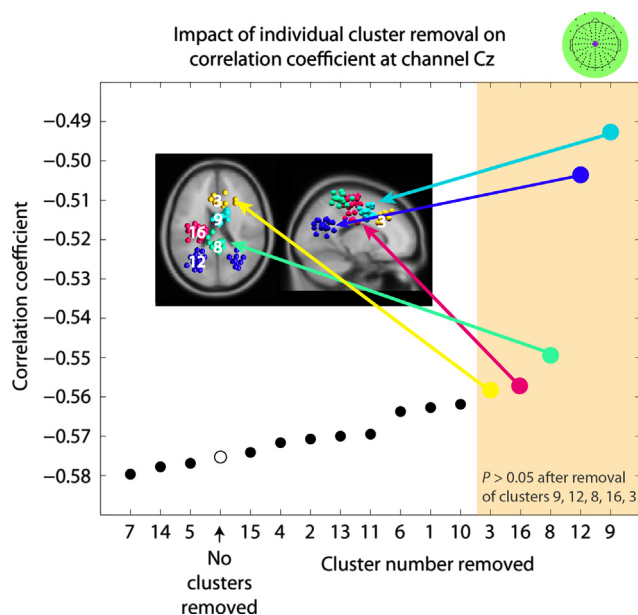 Impact of individual cluster removal on
correlation coefficient at channel Cz
Correlation coefficient
−0.49
−0.50
−0.51
−0.52
−0.53
−0.54
−0.55
−0.56
−0.57
−0.58
3
9
16
8
12
3
P > 0.05 after removal
of clusters 9, 12, 8, 16, 3
7 14 5 15 4 2 13 11 6 1 10 3 16 8 12 9
No
clusters
removed
Cluster number removed